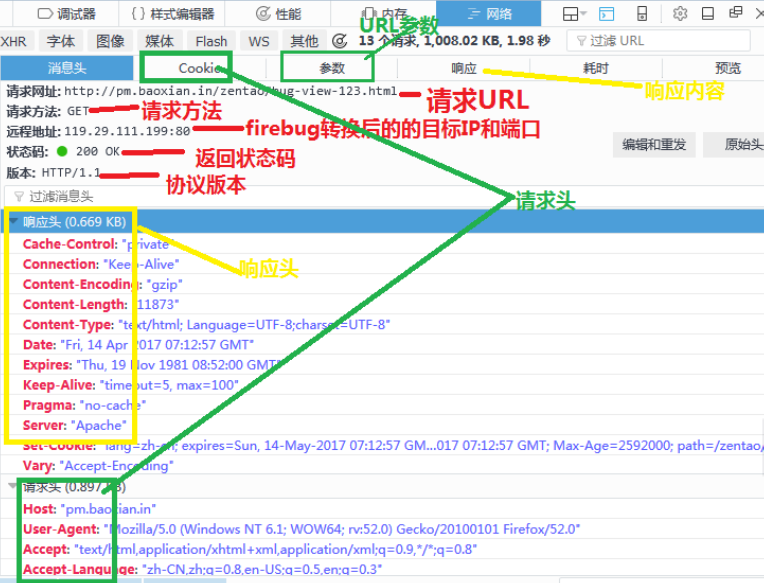 调试器 {} 样式编辑器 性能 内存 网络
URL参数
XHR 字体 图像 媒体 Flash WS 其他 13 个请求, 1,008.02 KB, 1.98 秒 过滤 URL
消息头 Cookie 参数 响应 耗时 预览
响应内容
请求网址: http://pm.baoxian.in/zentao/bug-view-123.html 请求URL
请求方法: GET 请求方法
远程地址: 119.29.111.199:80 firebug转换后的的目标IP和端口
编辑和重发 原始头
状态码: 200 OK 返回状态码
版本: HTTP/1.1 协议版本
过滤消息头 请求头
响应头 (0.669 KB)
Cache-Control: "private"
Connection: "Keep-Alive" 响应头
Content-Encoding: "gzip"
Content-Length: "11873"
Content-Type: "text/html; Language=UTF-8;charset=UTF-8"
Date: "Fri, 14 Apr 2017 07:12:57 GMT"
Expires: "Thu, 19 Nov 1981 08:52:00 GMT"
Keep-Alive: "timeout=5, max=100"
Pragma: "no-cache"
Server: "Apache"
Set-Cookie: "lang=zh-cn; expires=Sun, 14-May-2017 07:12:57 GM...017 07:12:57 GMT; Max-Age=2592000; path=/zentao/
Vary: "Accept-Encoding"
请求头 (0.897 KB)
Host: "pm.baoxian.in"
User-Agent: "Mozilla/5.0 (Windows NT 6.1; WOW64; rv:52.0) Gecko/20100101 Firefox/52.0"
Accept: "text/html,application/xhtml+xml,application/xml;q=0.9,*/*;q=0.8"
Accept-Language: "zh-CN,zh;q=0.8,en-US;q=0.5,en;q=0.3"